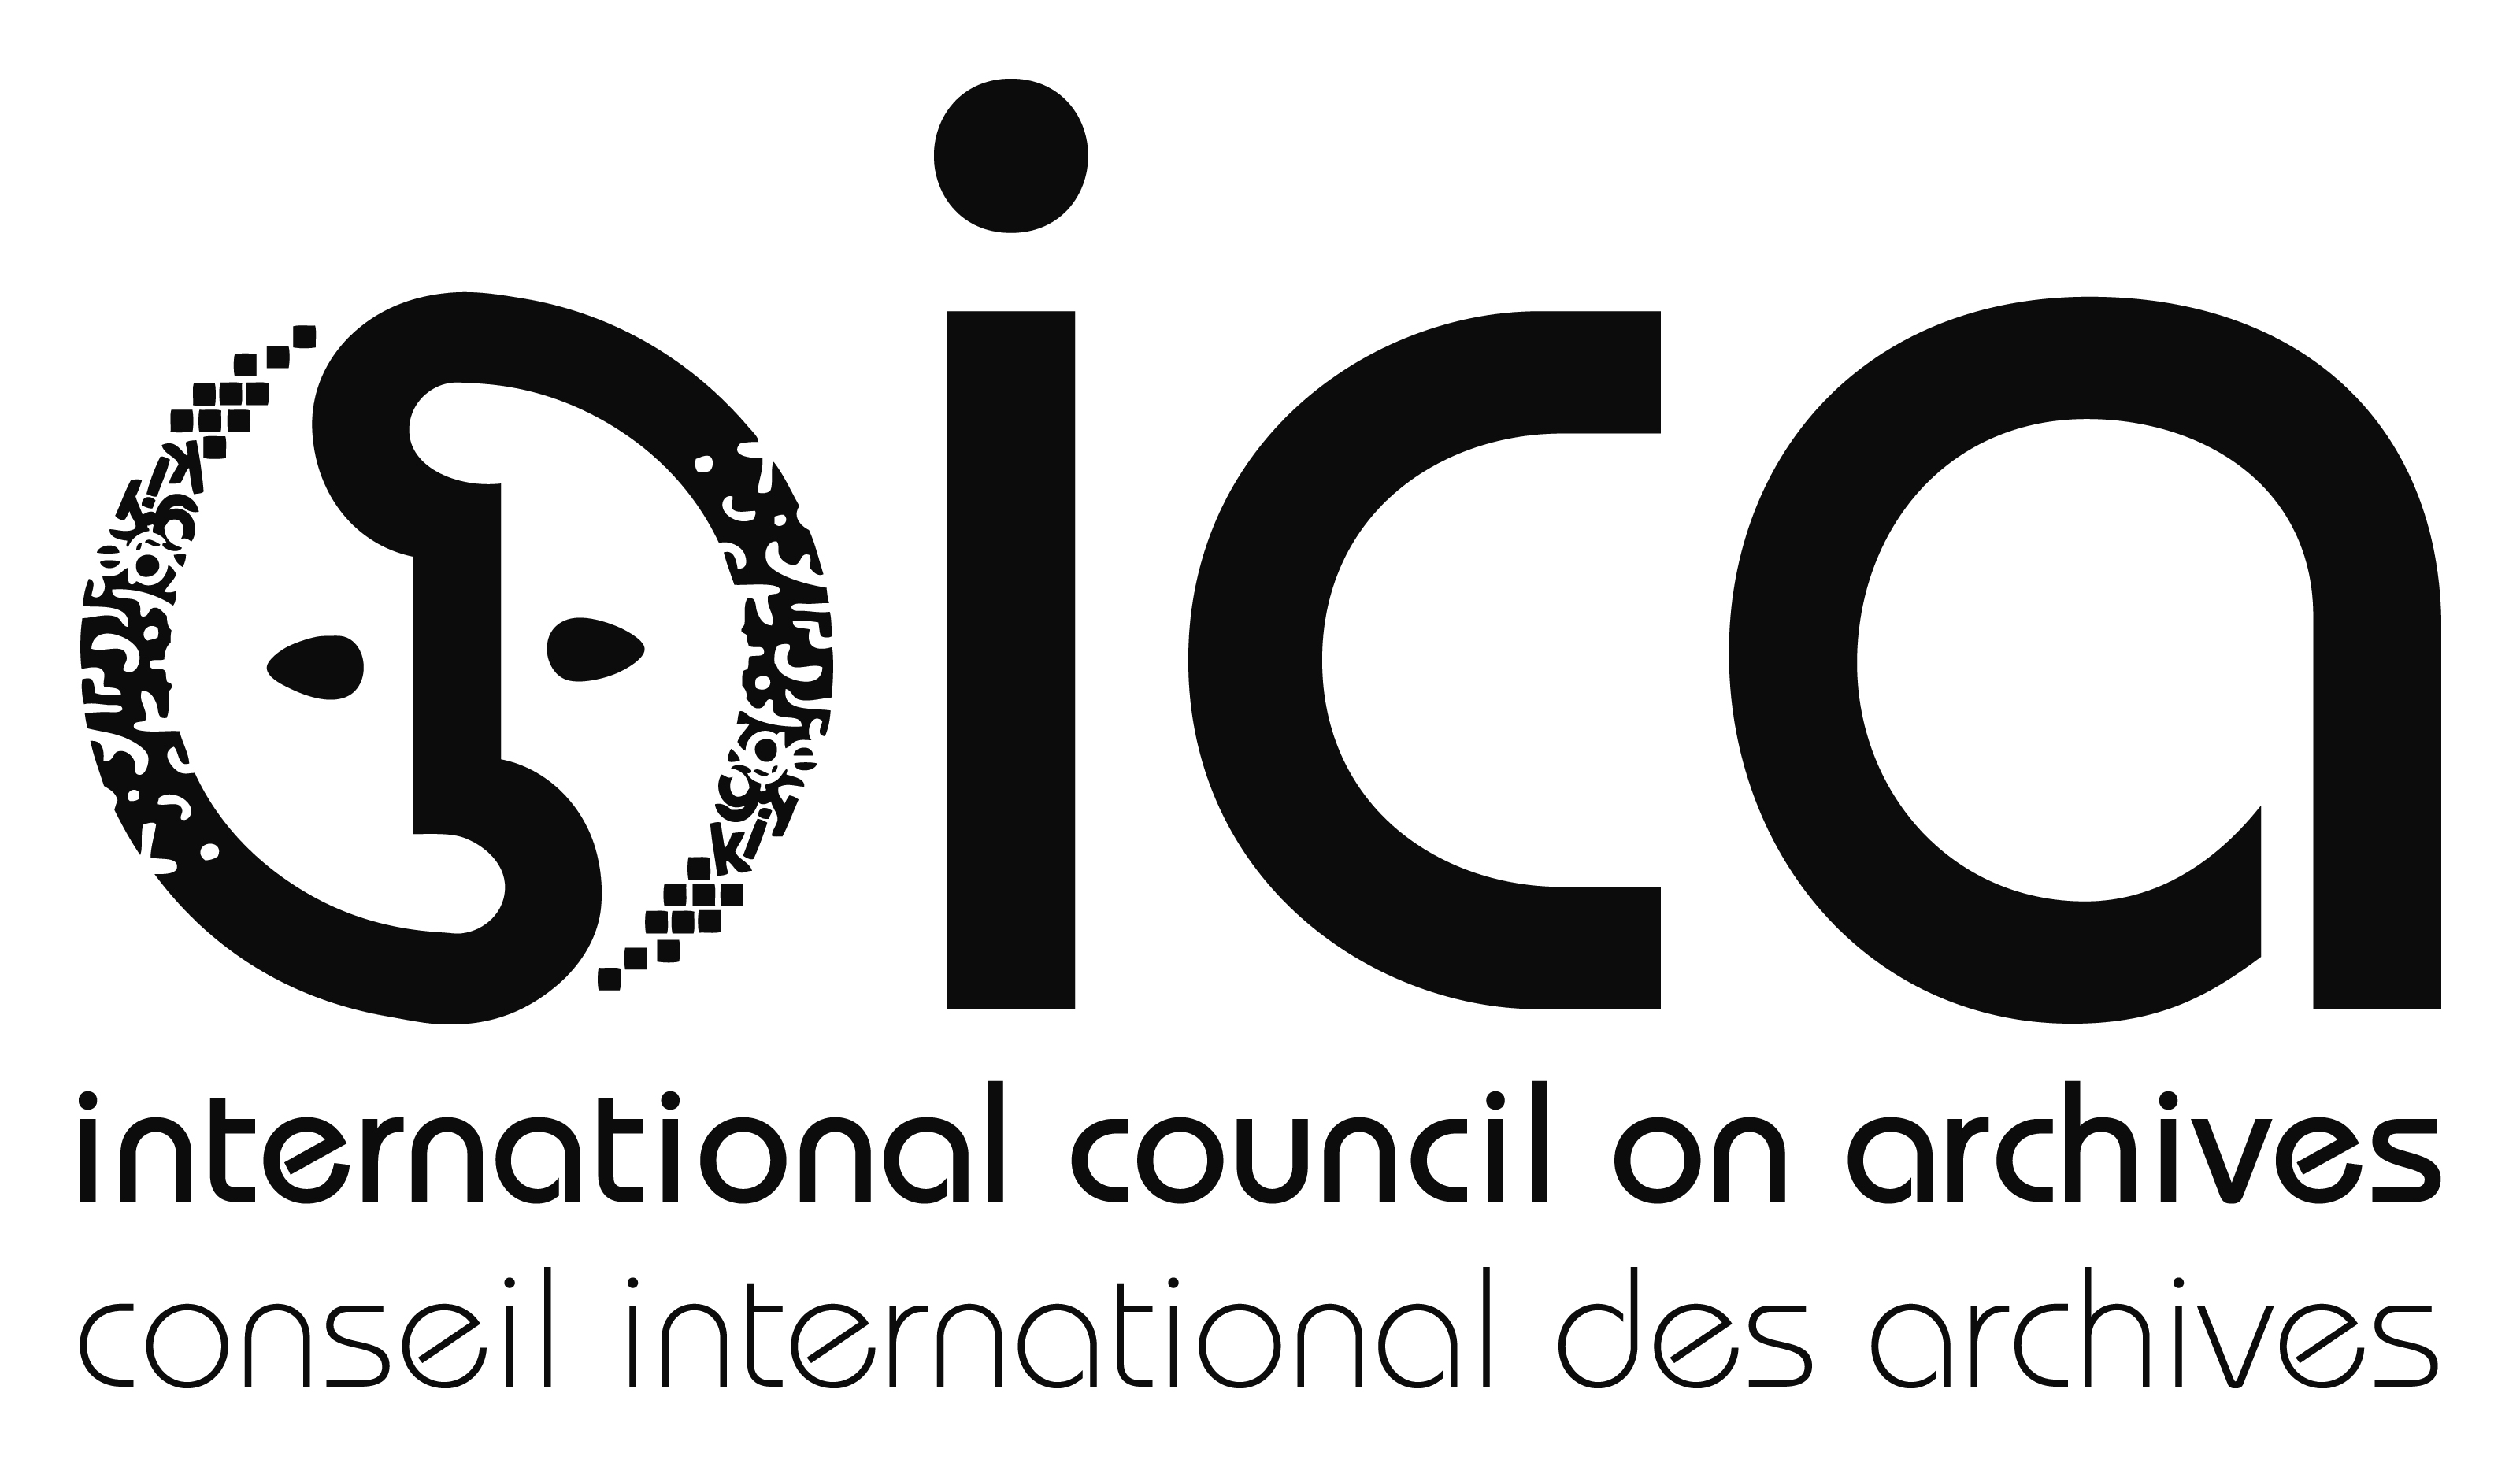 ica
international council on archives
conseil international des archives